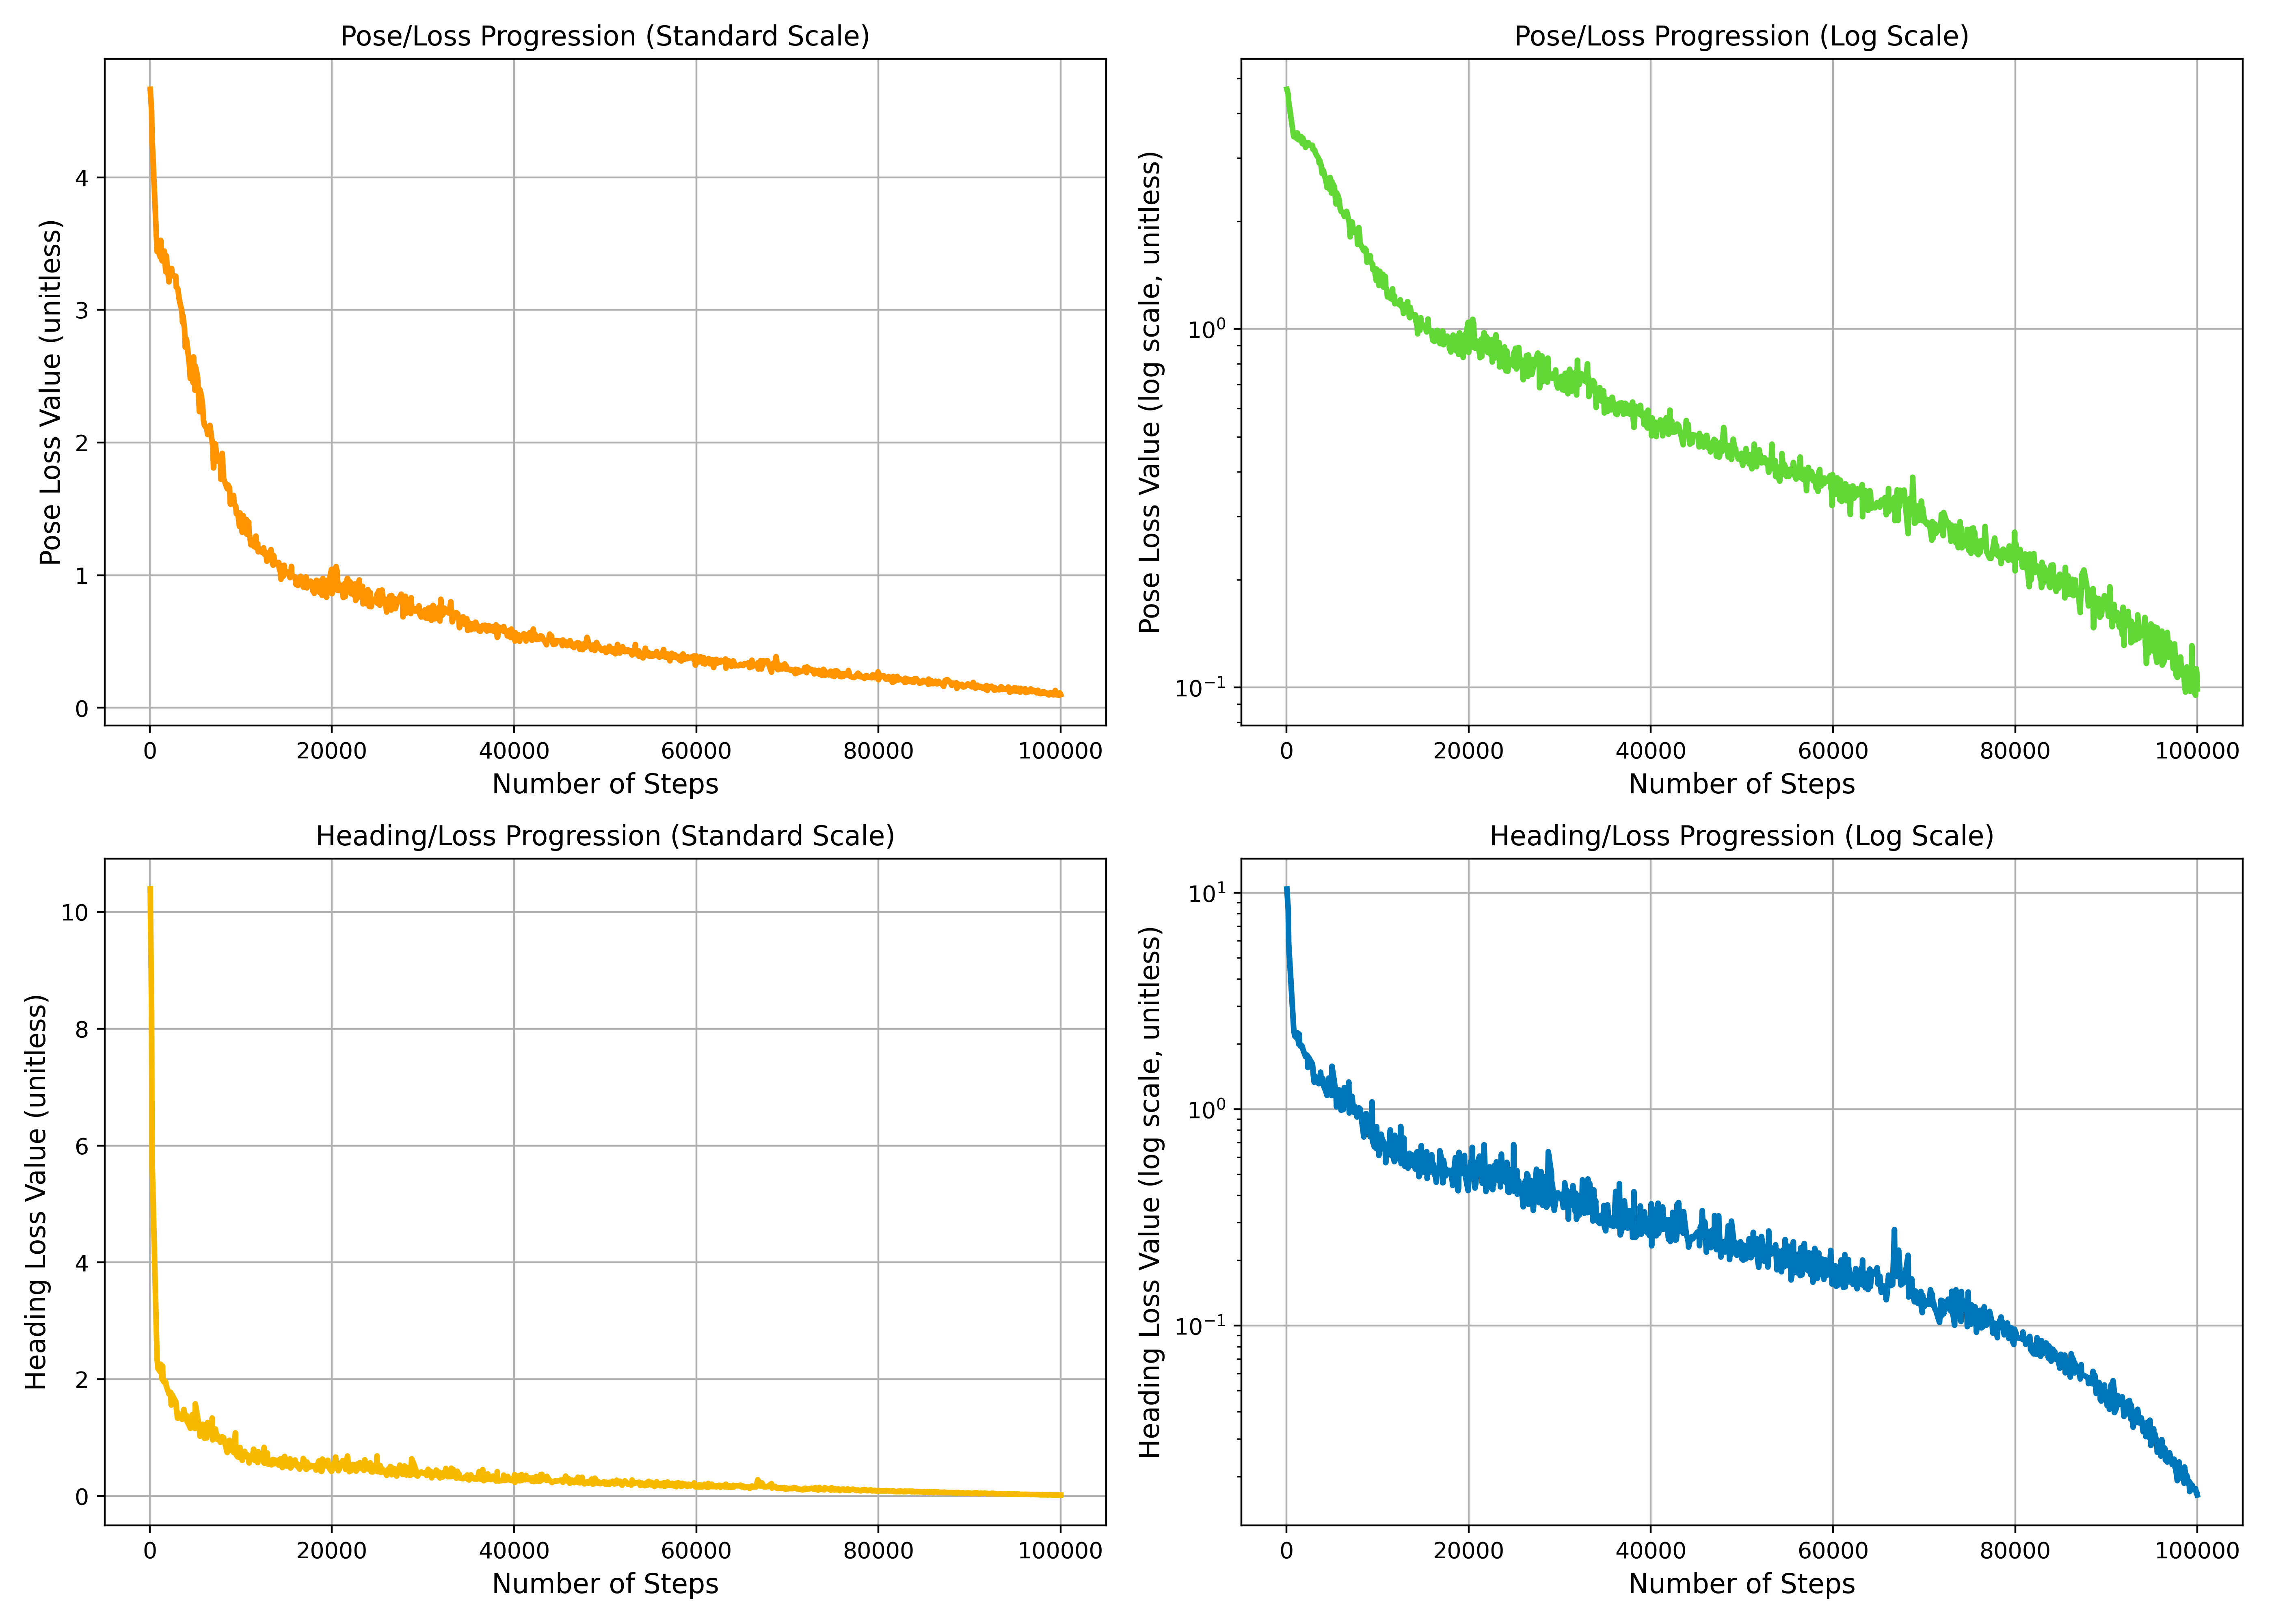 Pose/Loss Progression (Standard Scale)
Pose Loss Value (unitless)
4
3
2
1
0
0 20000 40000 60000 80000 100000
Number of Steps
Pose/Loss Progression (Log Scale)
Pose Loss Value (log scale, unitless)
10⁰
10⁻¹
0 20000 40000 60000 80000 100000
Number of Steps
Heading/Loss Progression (Standard Scale)
Heading Loss Value (unitless)
10
8
6
4
2
0
0 20000 40000 60000 80000 100000
Number of Steps
Heading/Loss Progression (Log Scale)
Heading Loss Value (log scale, unitless)
10¹
10⁰
10⁻¹
0 20000 40000 60000 80000 100000
Number of Steps